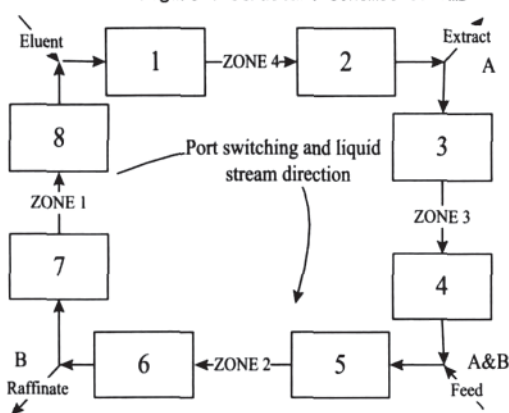 Eluent
Extract
1
ZONE 4
2
A
8
3
Port switching and liquid
stream direction
ZONE 1
ZONE 3
7
4
B
6
ZONE 2
5
A&B
Raffinate
Feed